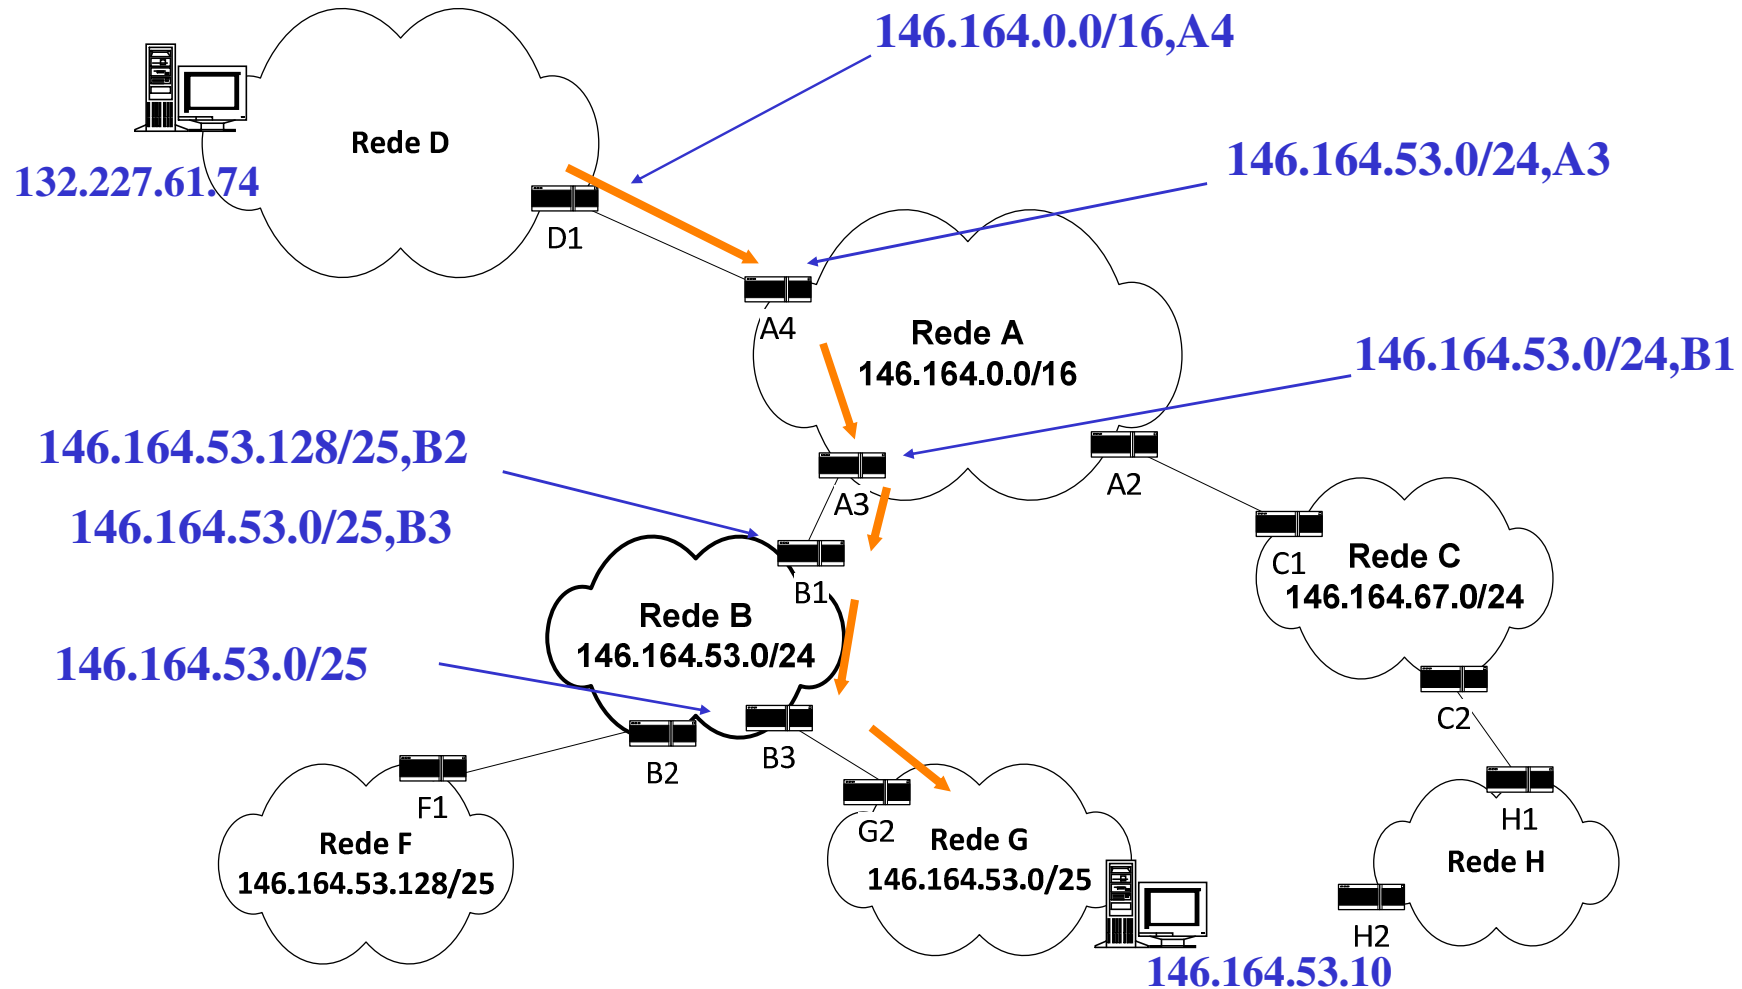 146.164.0.0/16,A4
Rede D
146.164.53.0/24,A3
132.227.61.74
D1
A4
Rede A
146.164.0.0/16
146.164.53.0/24,B1
146.164.53.128/25,B2
A2
A3
146.164.53.0/25,B3
C1
Rede C
146.164.67.0/24
B1
Rede B
146.164.53.0/24
146.164.53.0/25
C2
B3
B2
F1
G2
H1
Rede F
146.164.53.128/25
Rede G
146.164.53.0/25
Rede H
H2
146.164.53.10